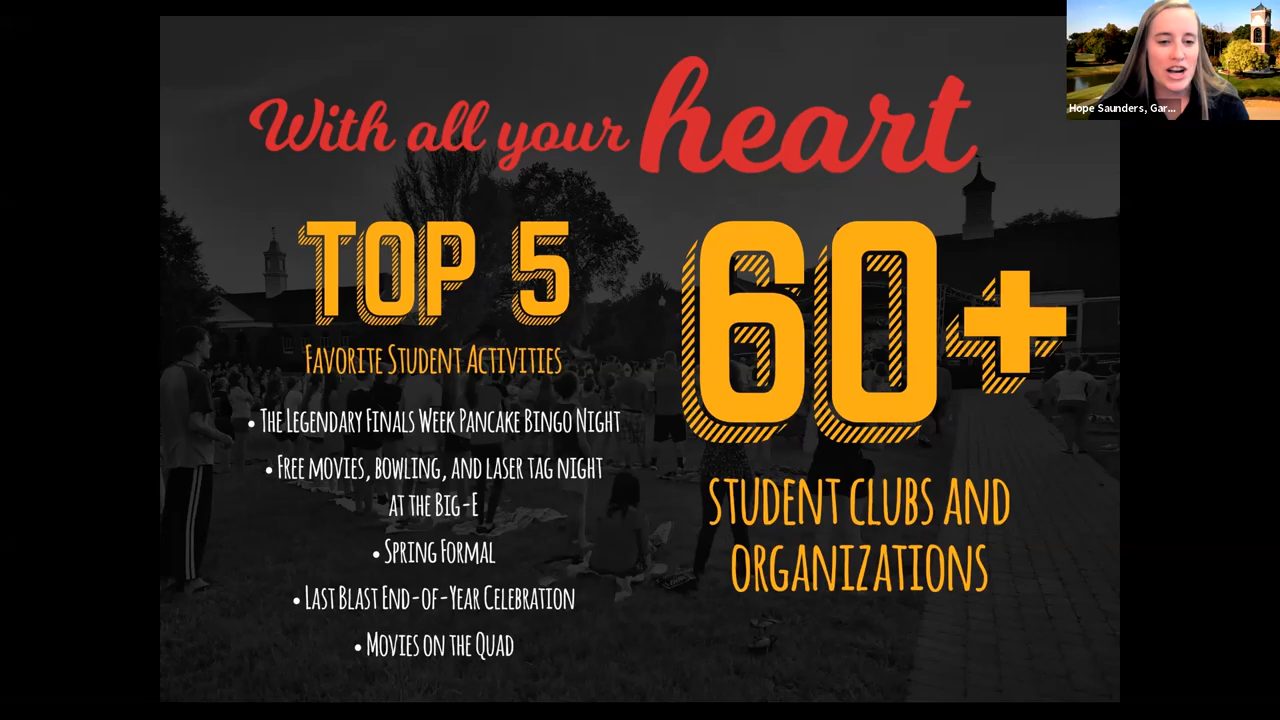 With all your heart
TOP 5
FAVORITE STUDENT ACTIVITIES
• THE LEGENDARY FINALS WEEK PANCAKE BINGO NIGHT
• FREE MOVIES, BOWLING, AND LASER TAG NIGHT
AT THE BIG-E
• SPRING FORMAL
• LAST BLAST END-OF-YEAR CELEBRATION
• MOVIES ON THE QUAD
60+
STUDENT CLUBS AND
ORGANIZATIONS
Hope Saunders, Gar...